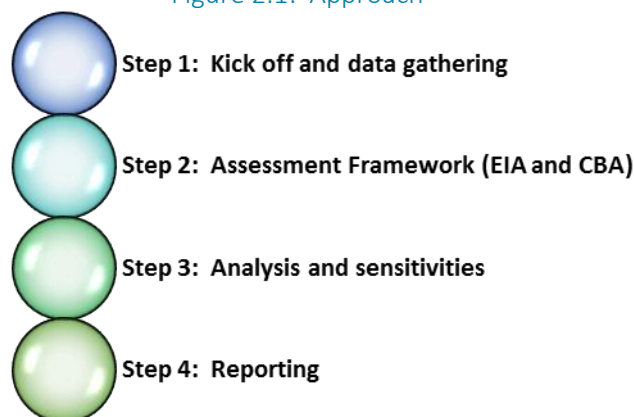 Figure 2.1: Approach
Step 1: Kick off and data gathering
Step 2: Assessment Framework (EIA and CBA)
Step 3: Analysis and sensitivities
Step 4: Reporting